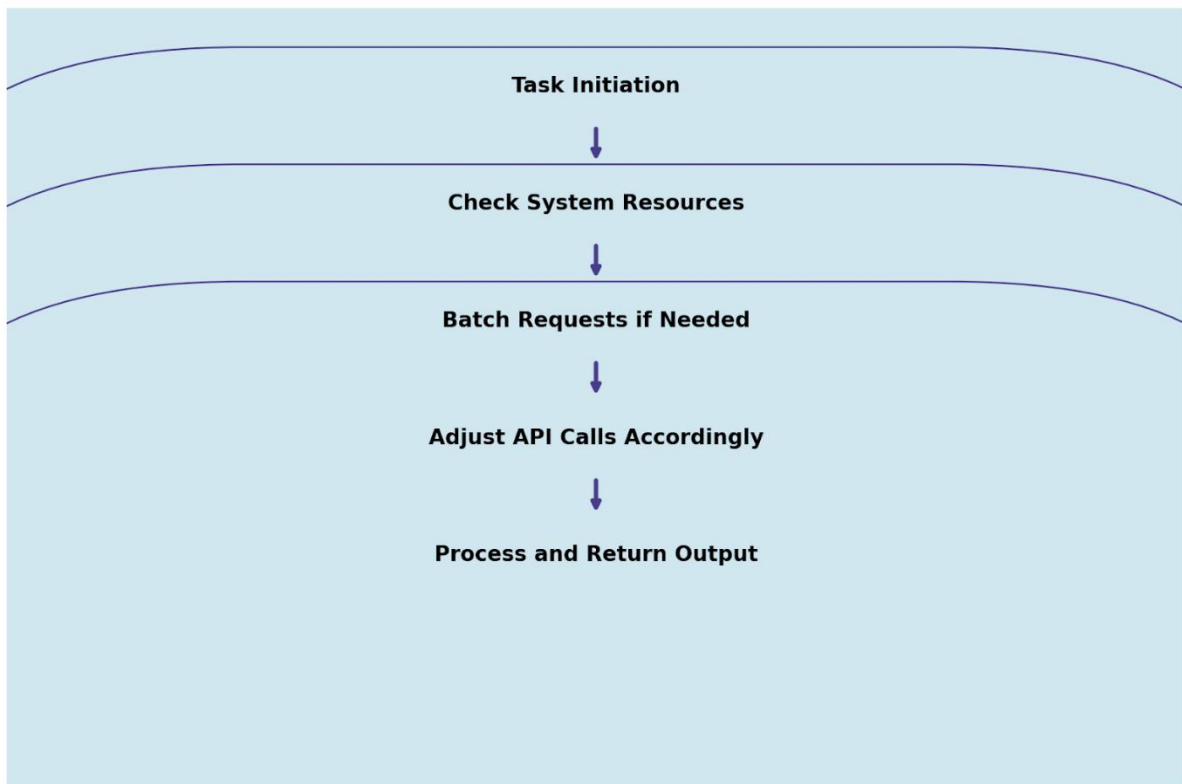 Task Initiation
Check System Resources
Batch Requests if Needed
Adjust API Calls Accordingly
Process and Return Output